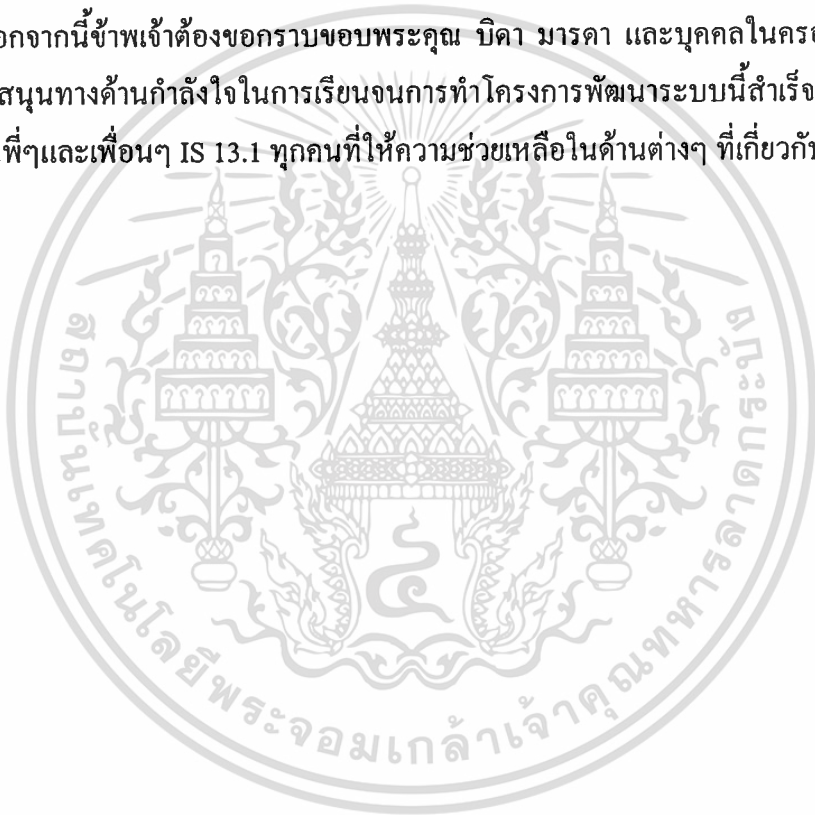 อกจากนี้ข้าพเจ้าต้องขอกราบขอบพระคุณ บิดา มารดา และบุคคลในครอ
สนุนทางด้านกำลังใจในการเรียนจนการทำโครงการพัฒนาระบบนี้สำเร็จ
พี่ๆและเพื่อนๆ IS 13.1 ทุกคนที่ให้ความช่วยเหลือในด้านต่างๆ ที่เกี่ยวกับ
สถาบันเทคโนโลยีพระจอมเกล้าเจ้าคุณทหารลาดกระบัง
๔